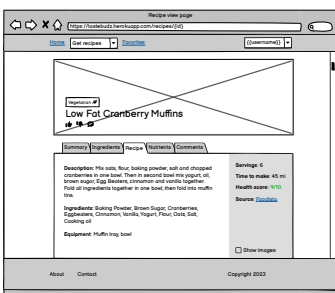 Recipe view page
https://tastebudz.herokuapp.com/recipes/{id}
Home Get recipes Favorites {{username}}
Vegetarian
Low Fat Cranberry Muffins
Summary Ingredients Recipe Nutrients Comments
Description: Mix oats, flour, baking powder, salt and chopped
cranberries in one bowl. Then in second bowl mix yogurt, oil,
brown sugar, Egg Beaters, cinnamon and vanilla together.
Fold all ingredients together in one bowl, then fold into muffin
tins.
Ingredients: Baking Powder, Brown Sugar, Cranberries,
Eggbeaters, Cinnamon, Vanilla, Yogurt, Flour, Oats, Salt,
Cooking oil
Equipment: Muffin tray, bowl
Servings: 6
Time to make: 45 mi
Health score: 9/10
Source: Foodista
Show images
About Contact Copyright 2023